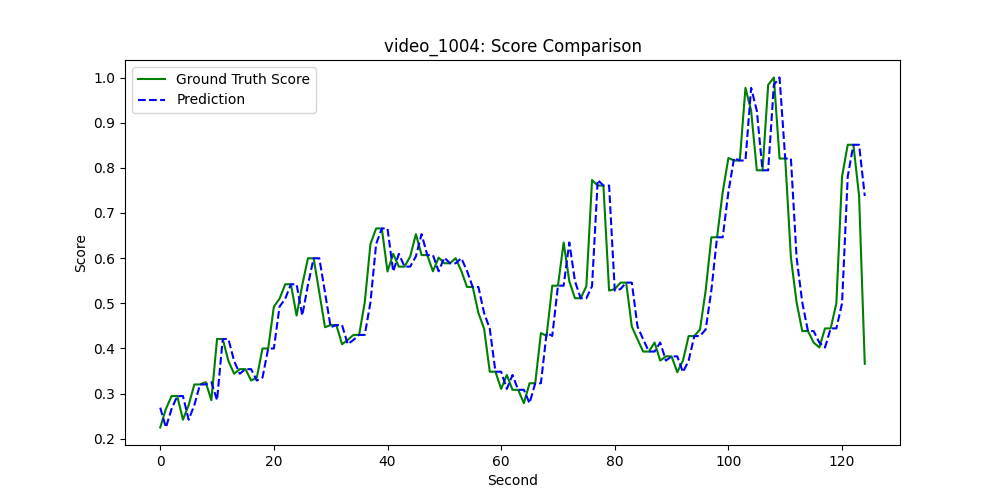 video_1004: Score Comparison
Ground Truth Score
Prediction
1.0
0.9
0.8
0.7
0.6
0.5
0.4
0.3
0.2
Score
0 20 40 60 80 100 120
Second